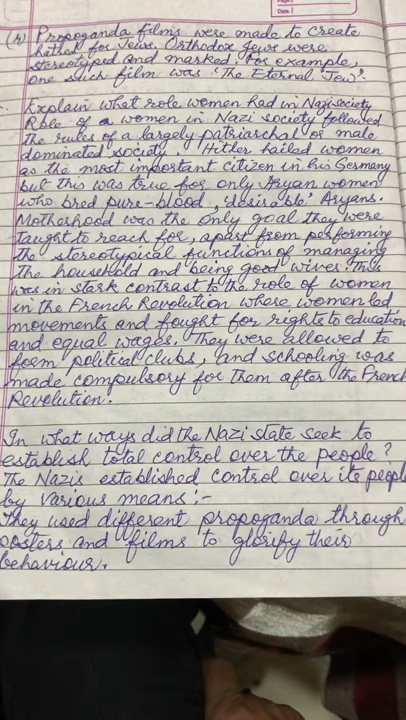 Date.
(4) Propoganda films were made to create
hatred for Jews. Orthodox Jews were
stereotyped and marked. For example,
one such film was 'The Eternal Jew'.
Explain what role women had in Nazi society
Role of a women in Nazi society followed
the rules of a largely patriarchal or male
dominated society. Hitler hailed women
as the most important citizen in his Germany
but this was true for only Aryan women
who bred pure-blood, 'desirable' Aryans.
Motherhood was the only goal they were
taught to reach for, apart from performing
the stereotypical functions of managing
the household and being good wives. This
was in stark contrast to the role of women
in the French Revolution where women led
movements and fought for rights to education
and equal wages. They were allowed to
form political clubs, and schooling was
made compulsory for them after the French
Revolution.
In what ways did the Nazi state seek to
establish total control over the people?
The Nazis established control over its people
by various means :-
They used different propoganda through
posters and films to glorify their
behaviour.